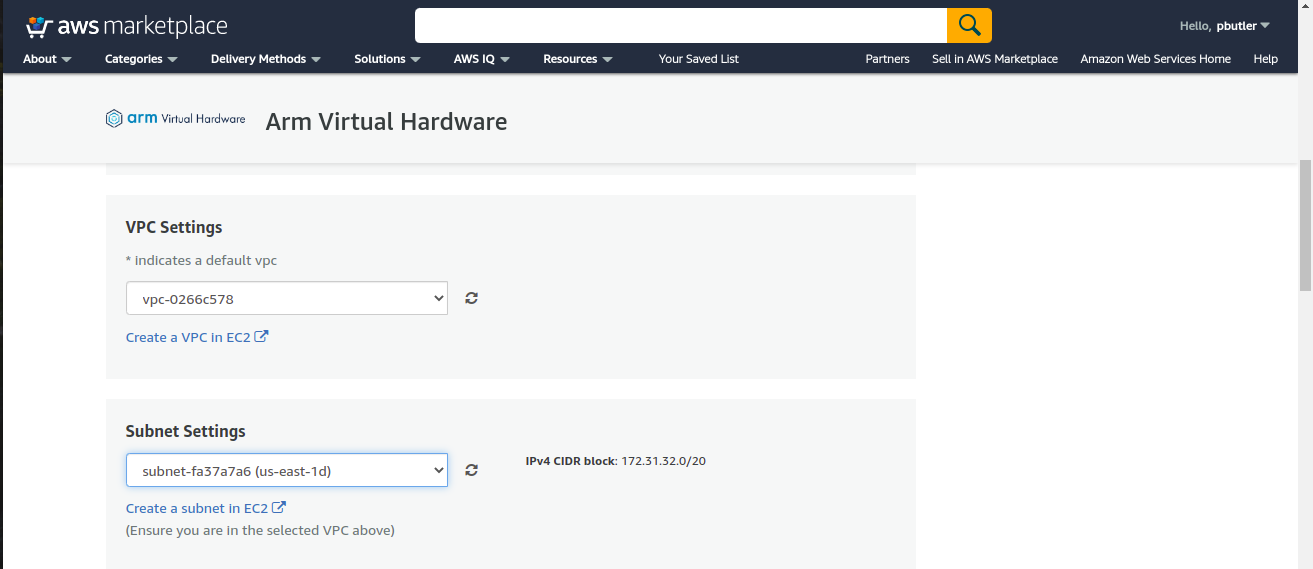 aws marketplace
Hello, pbutler
About Categories Delivery Methods Solutions AWS IQ Resources Your Saved List Partners Sell in AWS Marketplace Amazon Web Services Home Help
arm Virtual Hardware
Arm Virtual Hardware
VPC Settings
* indicates a default vpc
vpc-0266c578
Create a VPC in EC2
Subnet Settings
subnet-fa37a7a6 (us-east-1d)
IPv4 CIDR block: 172.31.32.0/20
Create a subnet in EC2
(Ensure you are in the selected VPC above)